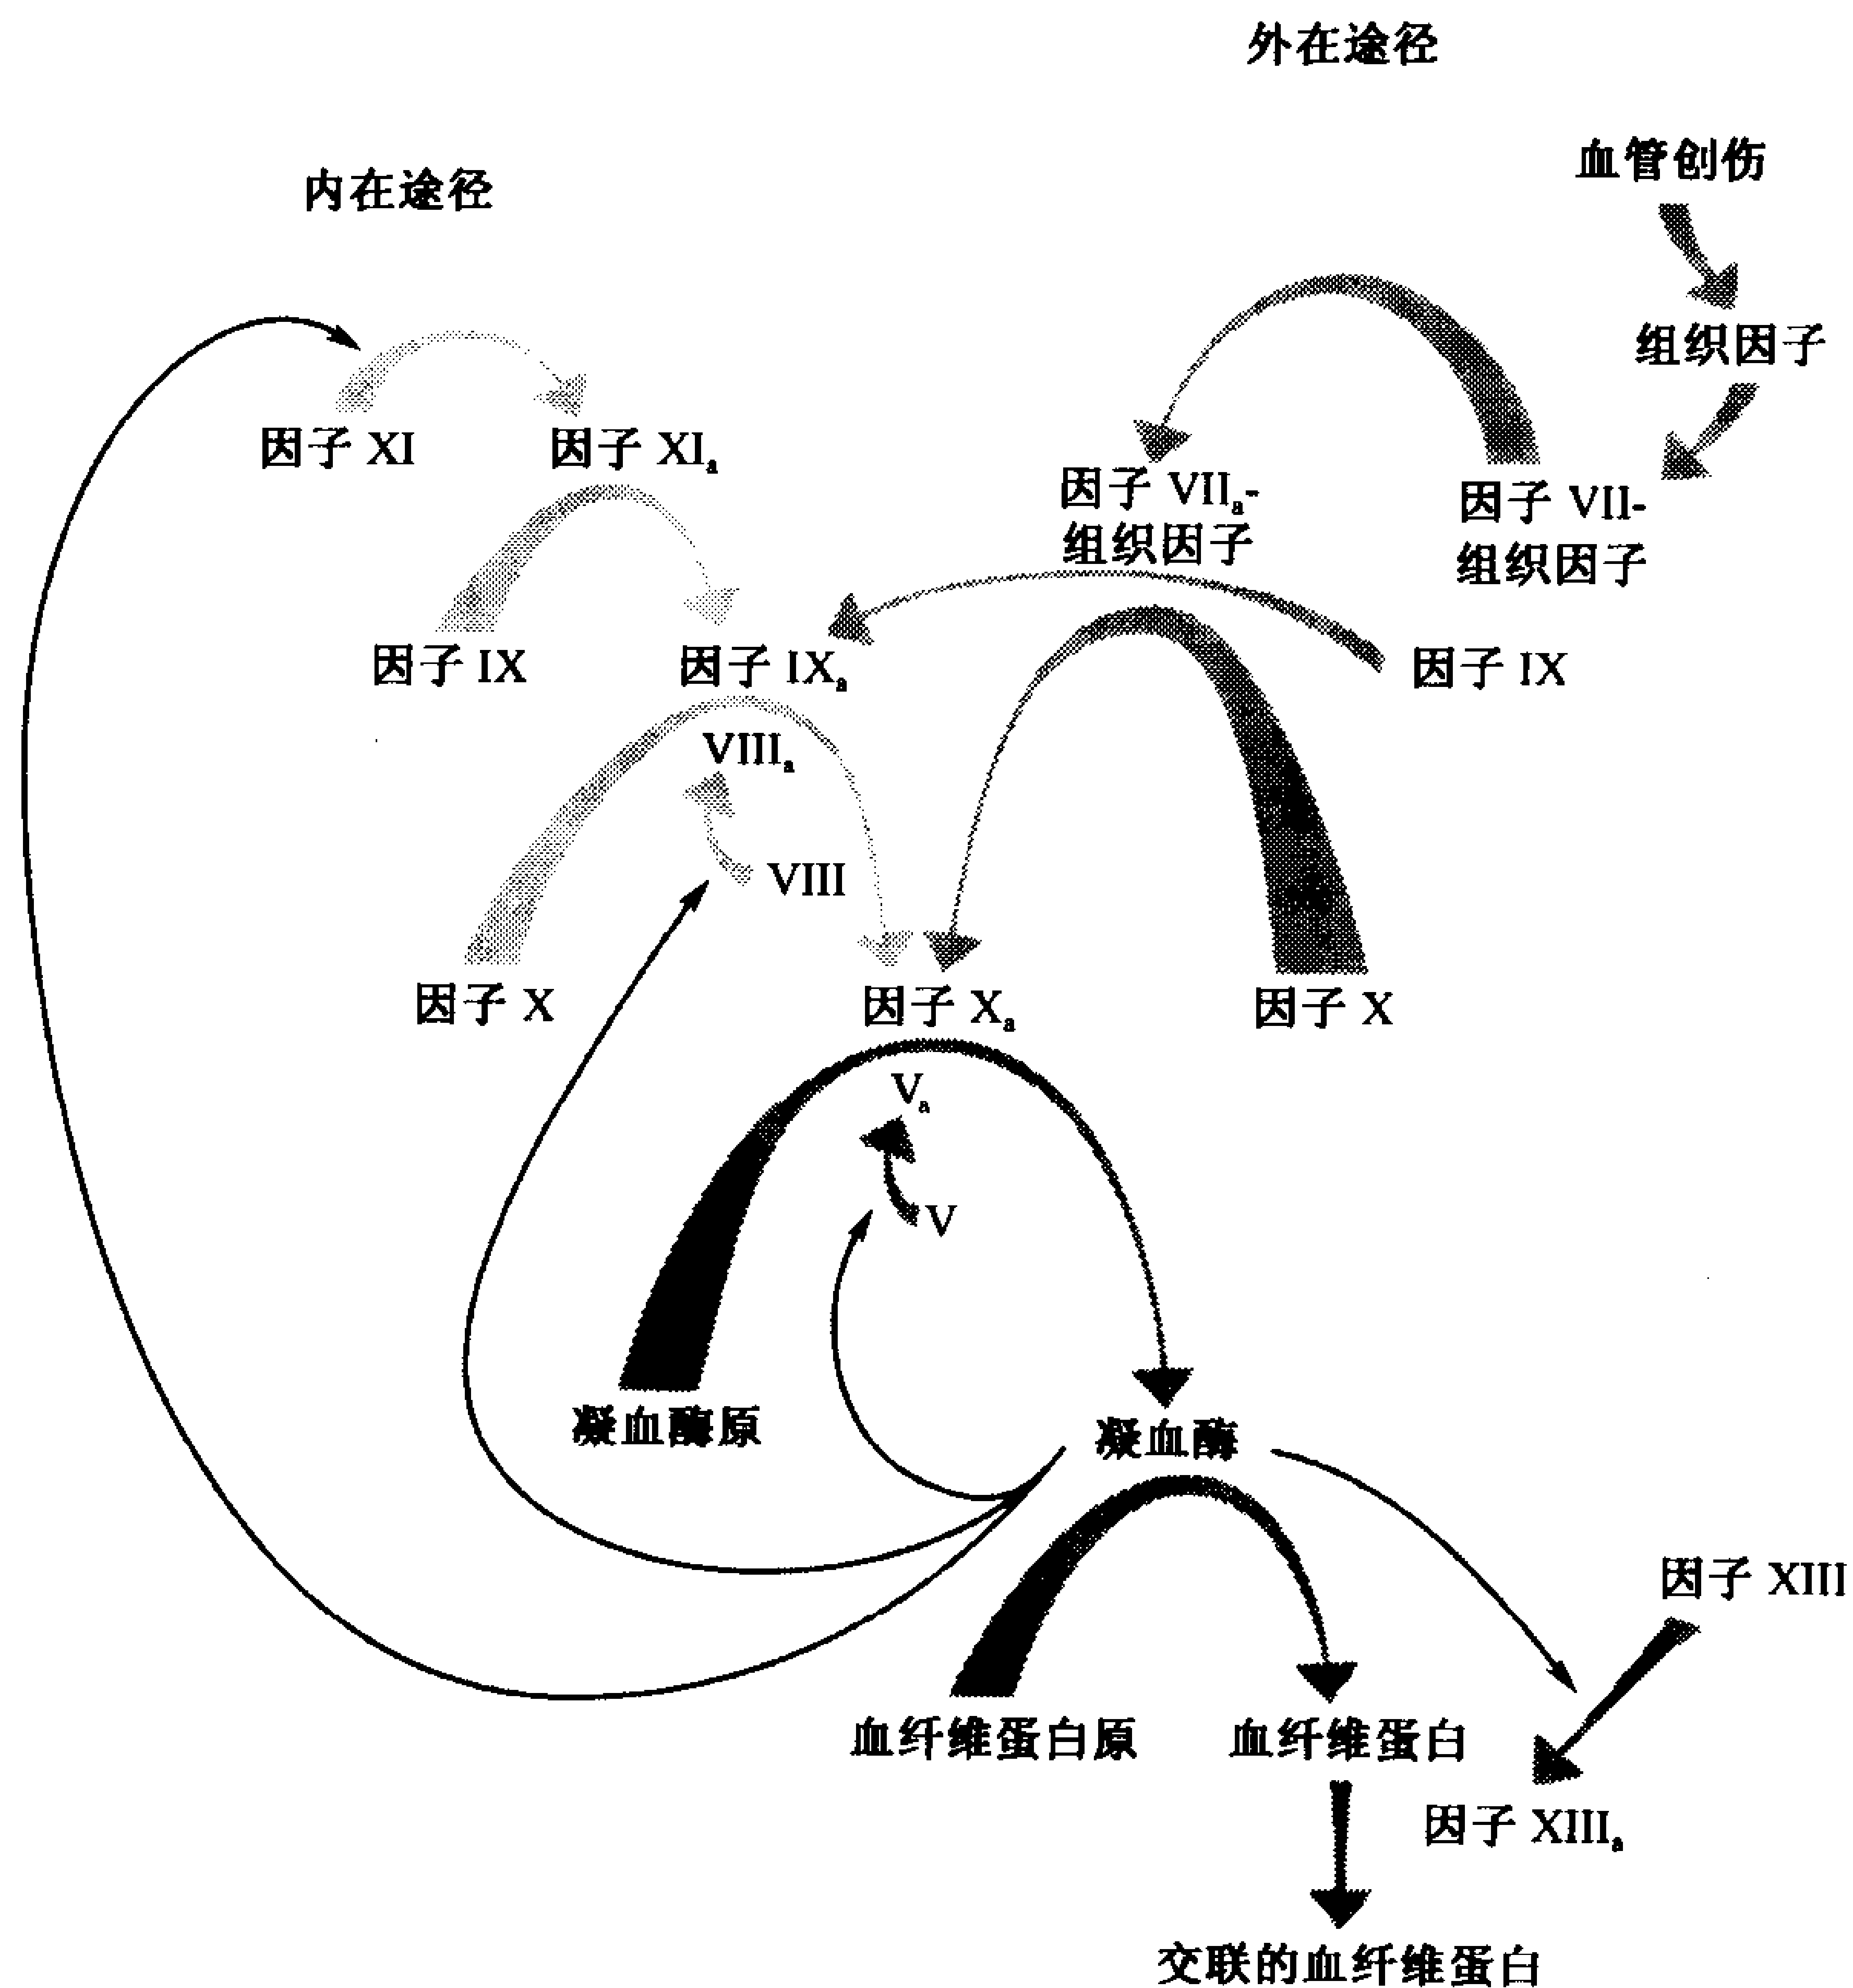 外在途径
血管创伤
内在途径
组织因子
因子 XI
因子 XIa
因子 VIIa-
组织因子
因子 VII-
组织因子
因子 IX
因子 IXa
因子 IX
VIIIa
VIII
因子 X
因子 Xa
因子 X
Va
V
凝血酶原
凝血酶
因子 XIII
血纤维蛋白原
血纤维蛋白
因子 XIIIa
交联的血纤维蛋白